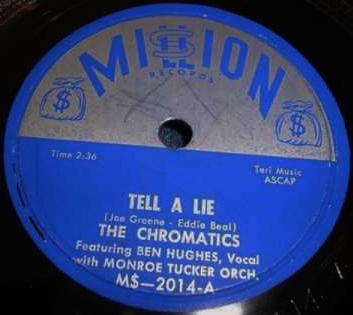 MILLION
RECORDS
$
$
Time 2:36
Teri Music
ASCAP
TELL A LIE
(Joe Greene - Eddie Beal)
THE CHROMATICS
Featuring BEN HUGHES, Vocal
with MONROE TUCKER ORCH.
M$—2014-A